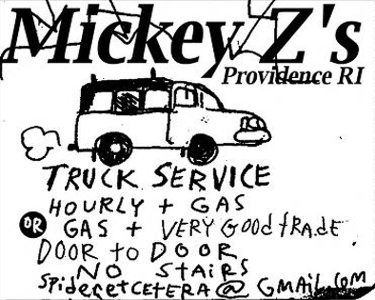 Mickey Z's
Providence RI
TRUCK SERVICE
HOURLY + GAS
OR GAS + VERY GOOD TRADE
DOOR to DOOR
NO STAIRS
spideretcetera@GMAIL.COM